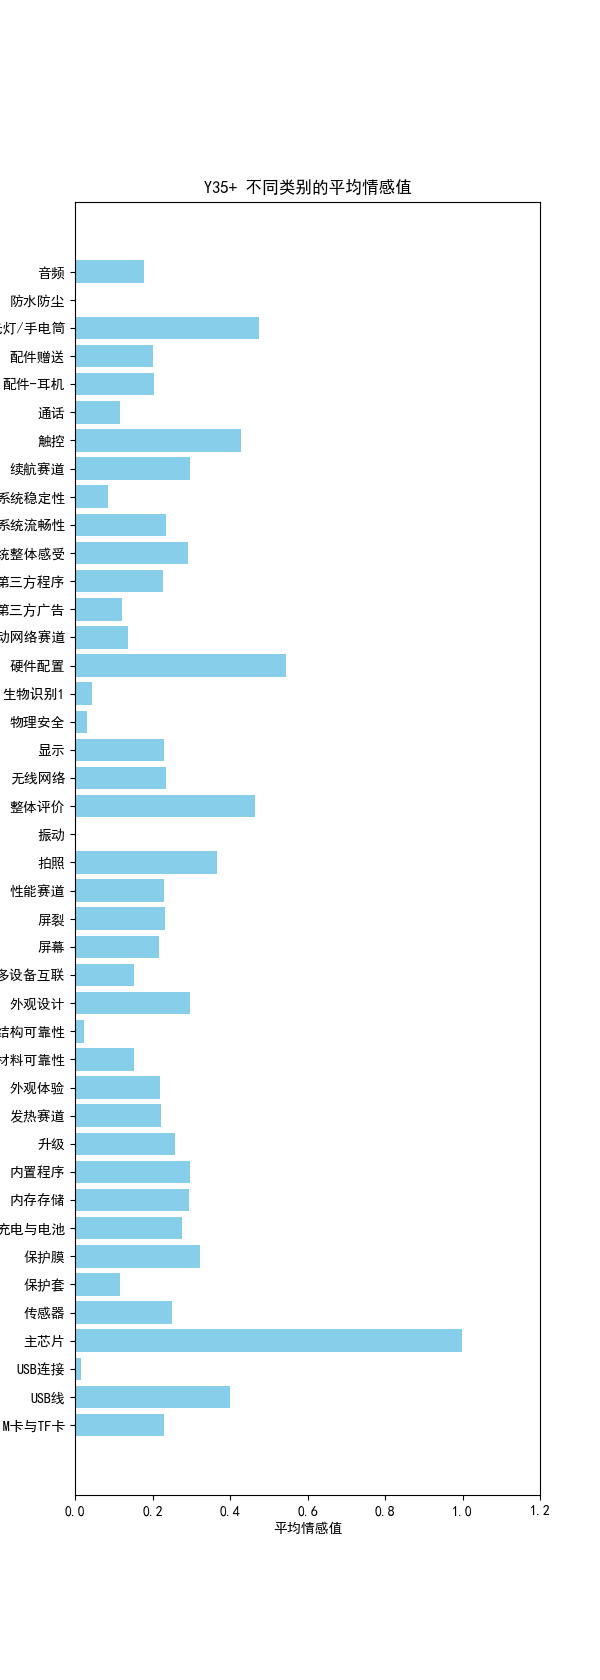 Y35+ 不同类别的平均情感值
音频
防水防尘
灯/手电筒
配件赠送
配件-耳机
通话
触控
续航赛道
系统稳定性
系统流畅性
统整体感受
第三方程序
第三方广告
动网络赛道
硬件配置
生物识别1
物理安全
显示
无线网络
整体评价
振动
拍照
性能赛道
屏裂
屏幕
多设备互联
外观设计
结构可靠性
材料可靠性
外观体验
发热赛道
升级
内置程序
内存存储
充电与电池
保护膜
保护套
传感器
主芯片
USB连接
USB线
M卡与TF卡
0.0 0.2 0.4 0.6 0.8 1.0 1.2
平均情感值